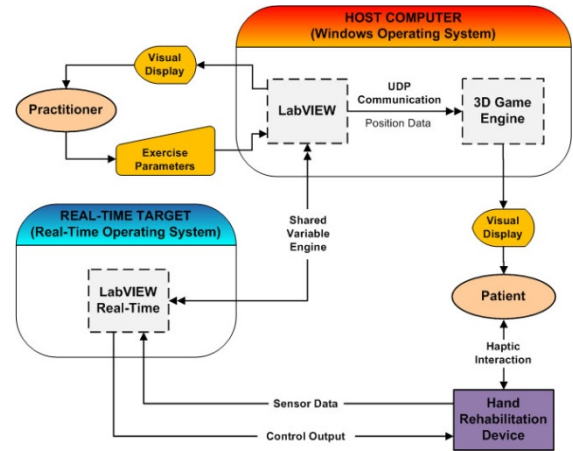 HOST COMPUTER
(Windows Operating System)
Visual
Display
Practitioner
Exercise
Parameters
LabVIEW
UDP
Communication
Position Data
3D Game
Engine
REAL-TIME TARGET
(Real-Time Operating System)
Shared
Variable
Engine
Visual
Display
LabVIEW
Real-Time
Patient
Haptic
Interaction
Sensor Data
Control Output
Hand
Rehabilitation
Device